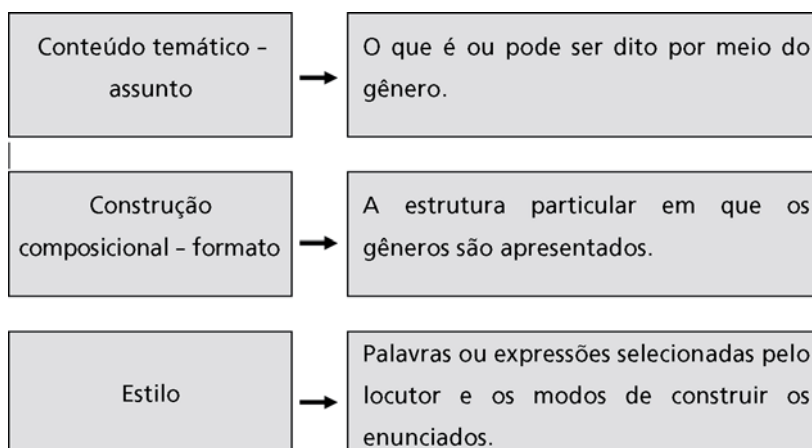 Conteúdo temático –
assunto
O que é ou pode ser dito por meio do
gênero.
Construção
composicional – formato
A estrutura particular em que os
gêneros são apresentados.
Estilo
Palavras ou expressões selecionadas pelo
locutor e os modos de construir os
enunciados.